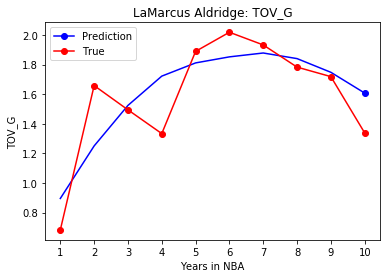 LaMarcus Aldridge: TOV_G
Prediction
True
2.0
1.8
1.6
1.4
1.2
1.0
0.8
TOV_G
1 2 3 4 5 6 7 8 9 10
Years in NBA